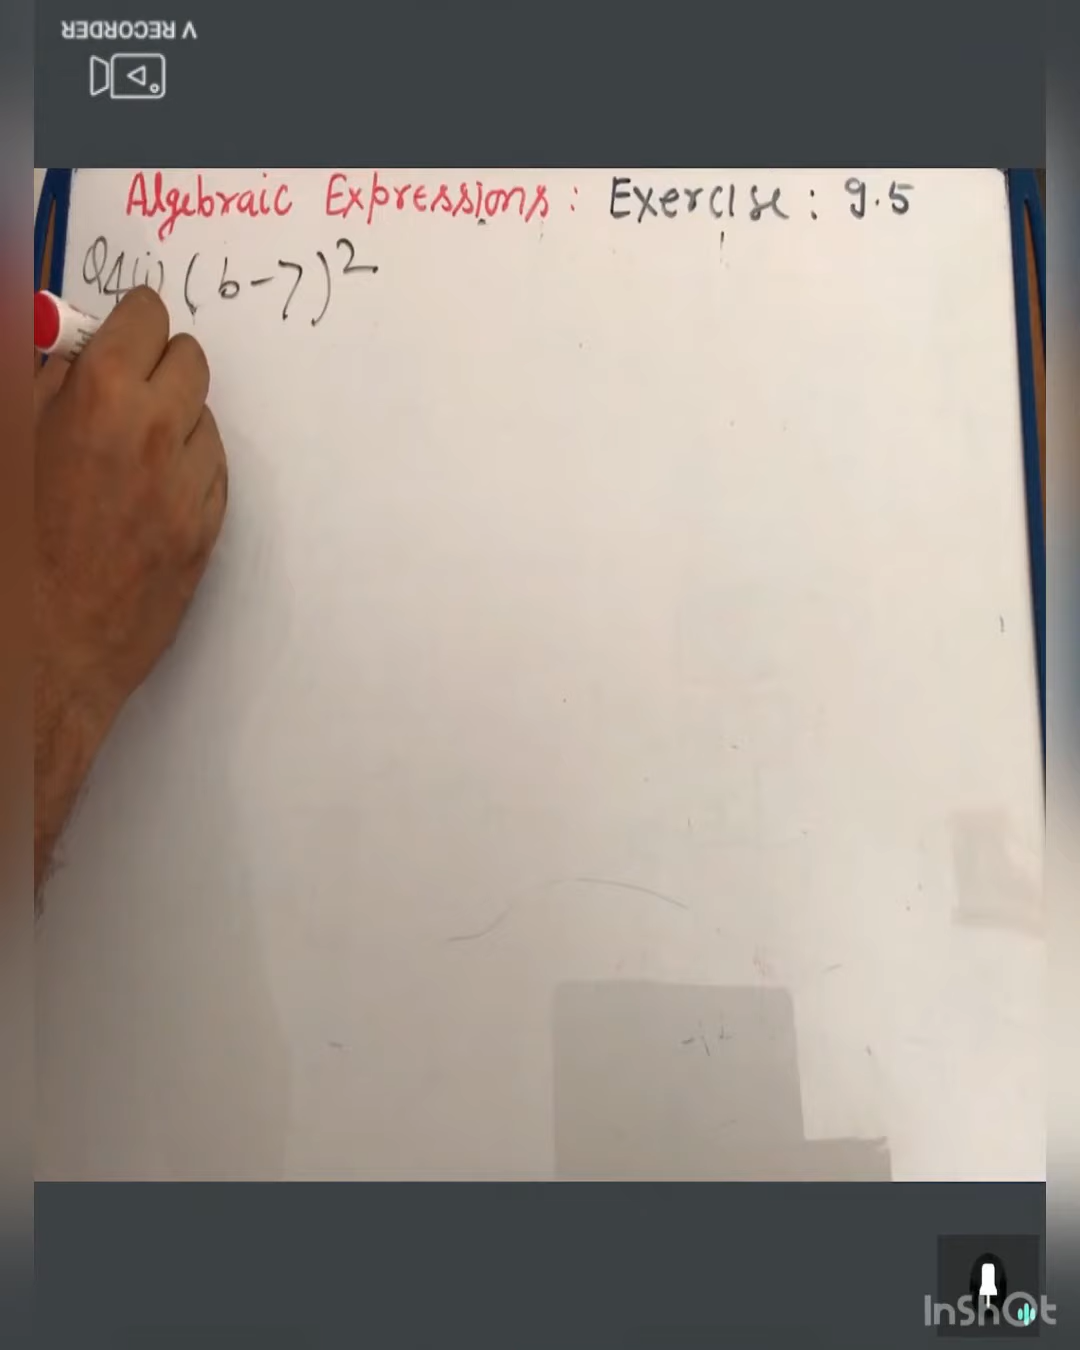 V RECORDER
Algebraic Expressions : Exercise : 9.5
Q4(i) (b-7)²
InShOt